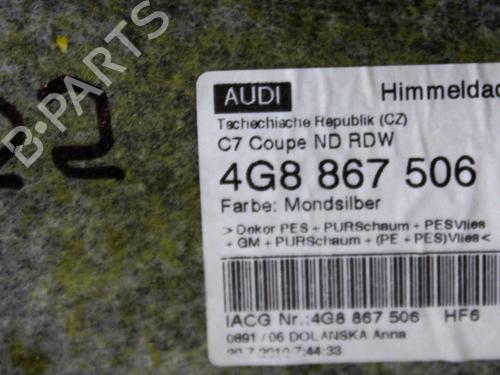 B-PARTS
22
AUDI Himmeldac
Tschechische Republik (CZ)
C7 Coupe ND RDW
4G8 867 506
Farbe: Mondsilber
> Dekor PES + PURSchaum + PESVlies
+ GM + PURSchaum + (PE + PES)Vlies<
IACG Nr.:4G8 867 506 HF6
0891 / 06 DOLANSKA Anna
20.7.2010 7:44:33